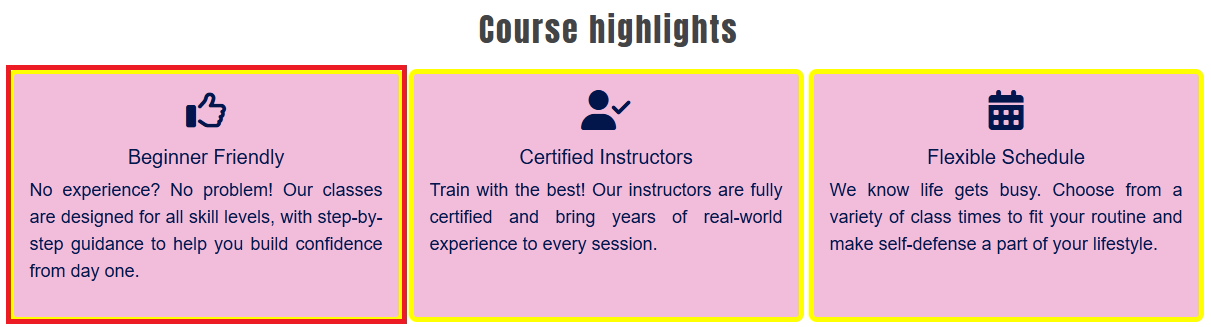 Course highlights
Beginner Friendly
No experience? No problem! Our classes
are designed for all skill levels, with step-by-
step guidance to help you build confidence
from day one.
Certified Instructors
Train with the best! Our instructors are fully
certified and bring years of real-world
experience to every session.
Flexible Schedule
We know life gets busy. Choose from a
variety of class times to fit your routine and
make self-defense a part of your lifestyle.